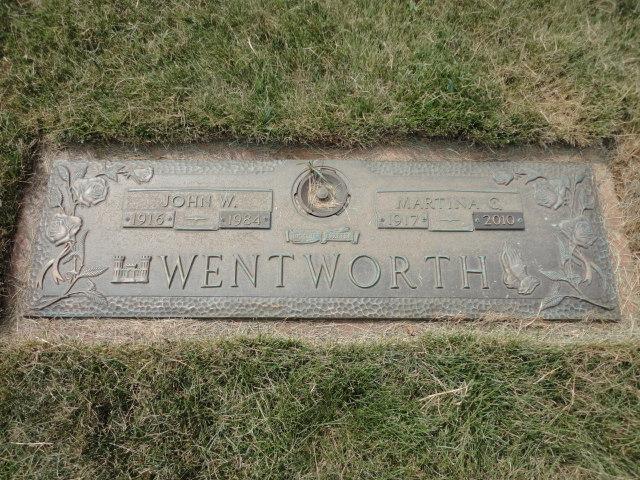 JOHN W.
1916 1984
MARTINA C.
1917 2010
WENTWORTH